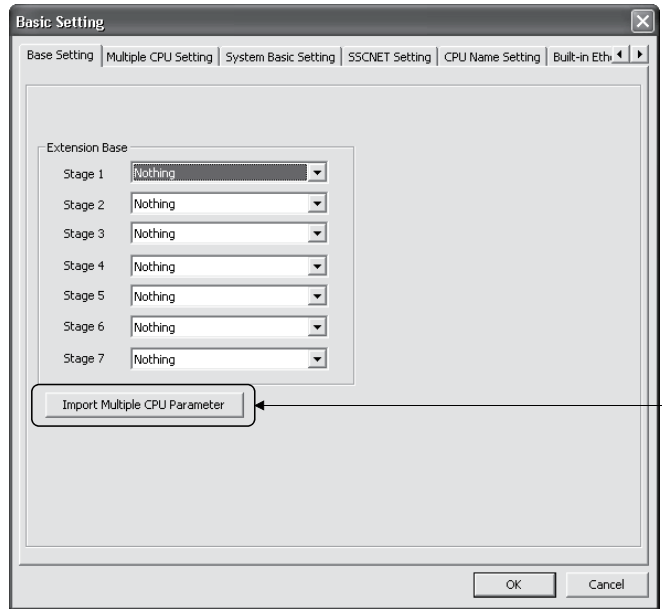 Basic Setting
Base Setting Multiple CPU Setting System Basic Setting SSCNET Setting CPU Name Setting Built-in Eth
Extension Base
Stage 1 Nothing
Stage 2 Nothing
Stage 3 Nothing
Stage 4 Nothing
Stage 5 Nothing
Stage 6 Nothing
Stage 7 Nothing
Import Multiple CPU Parameter
OK Cancel